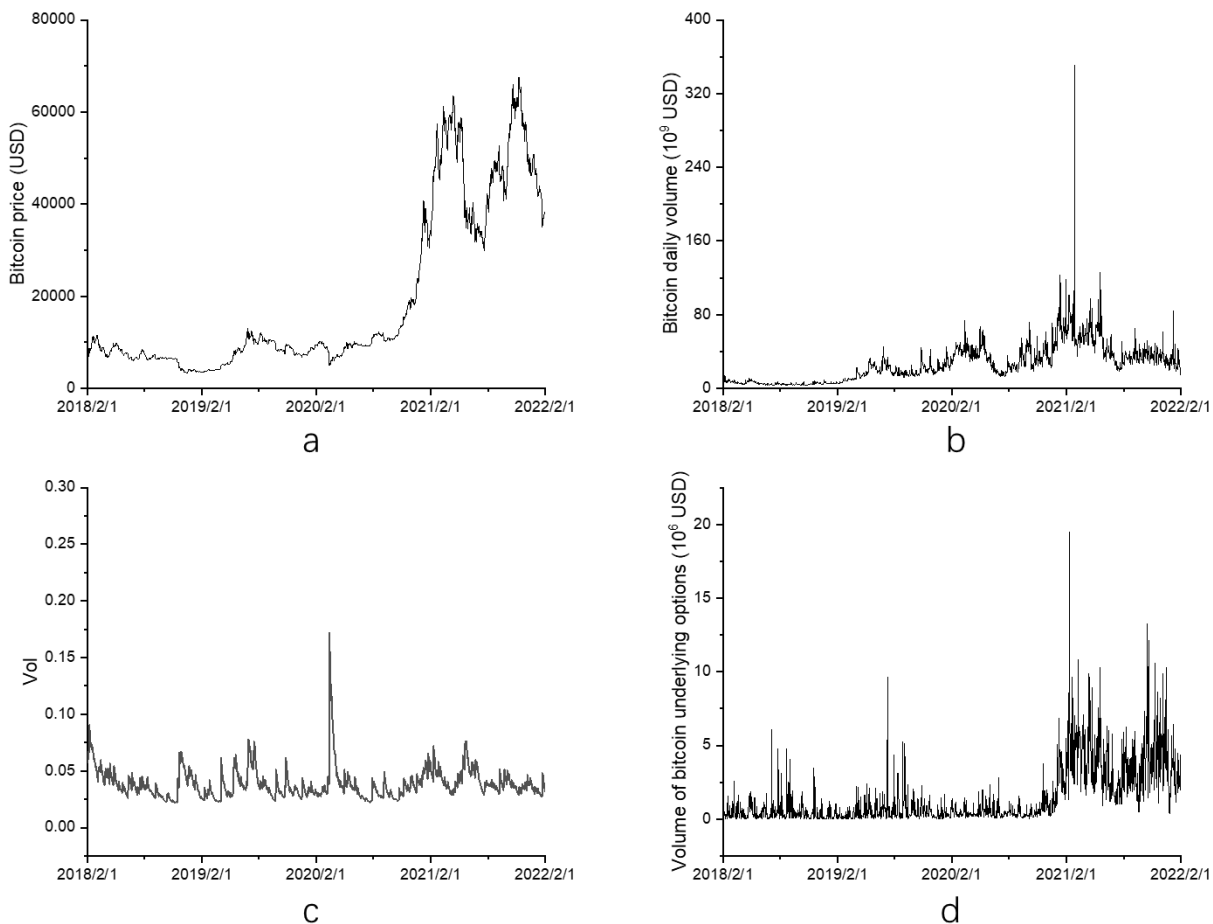 Bitcoin price (USD)
80000
60000
40000
20000
0
2018/2/1 2019/2/1 2020/2/1 2021/2/1 2022/2/1
a
Bitcoin daily volume (10⁹ USD)
400
320
240
160
80
0
2018/2/1 2019/2/1 2020/2/1 2021/2/1 2022/2/1
b
Vol
0.30
0.25
0.20
0.15
0.10
0.05
0.00
2018/2/1 2019/2/1 2020/2/1 2021/2/1 2022/2/1
c
Volume of bitcoin underlying options (10⁶ USD)
20
15
10
5
0
2018/2/1 2019/2/1 2020/2/1 2021/2/1 2022/2/1
d